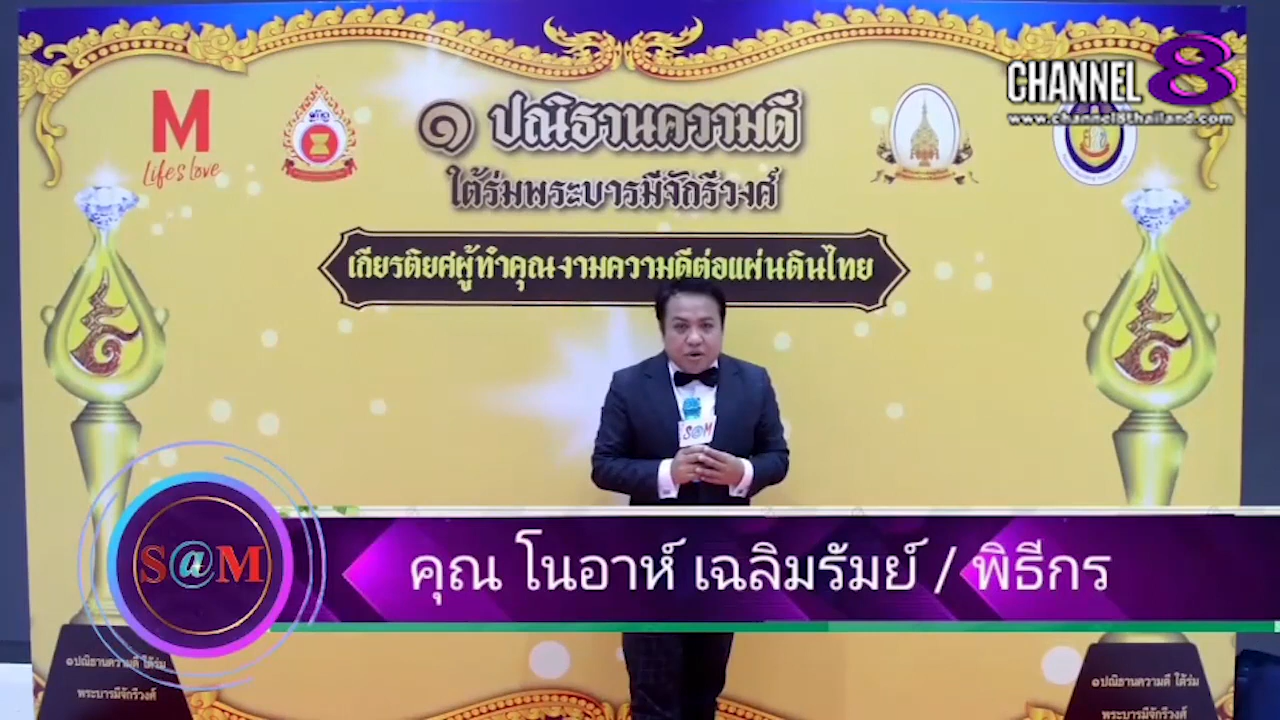 CHANNEL 8
www.channel8thailand.com
M
Life's love
๑ ปณิธานความดี
ใต้ร่มพระบารมีจักรีวงศ์
เกียรติยศผู้ทำคุณงามความดีต่อแผ่นดินไทย
S@M
S@M
คุณ โนอาห์ เฉลิมรัมย์ / พิธีกร
๑ปณิธานความดี ใต้ร่ม
พระบารมีจักรีวงศ์
๑ปณิธานความดี ใต้ร่ม
พระบารมีจักรีวงศ์